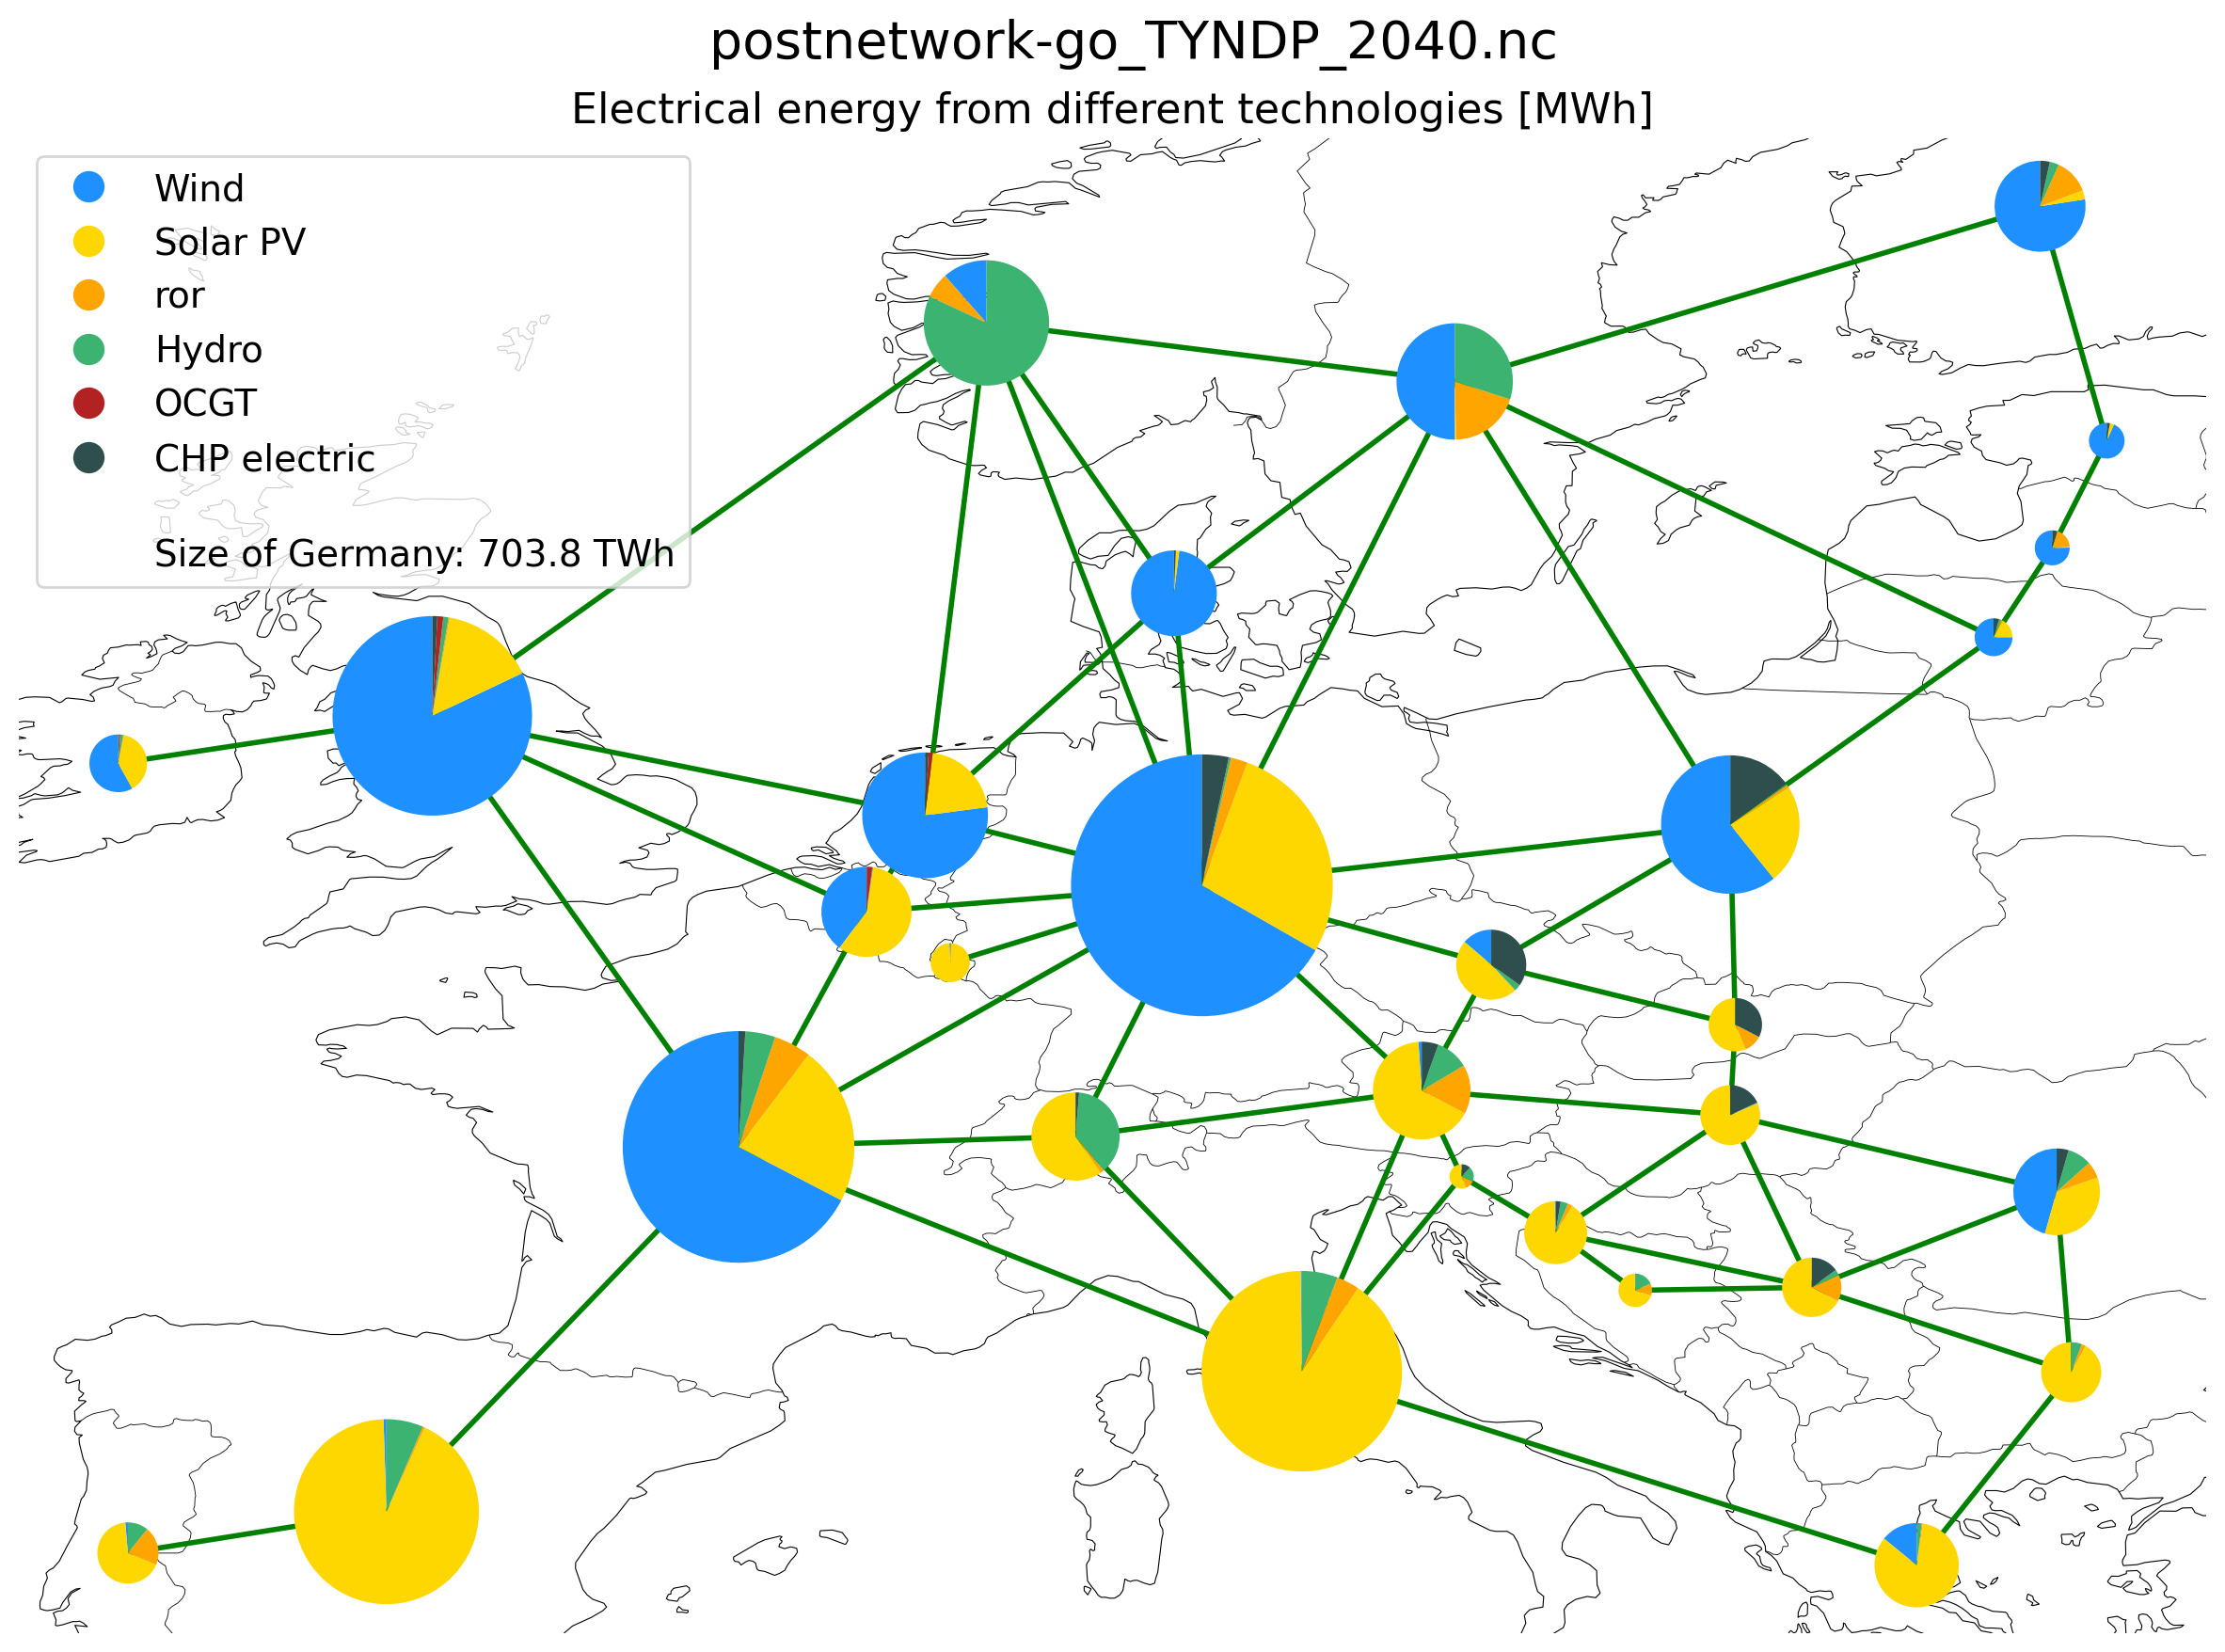 postnetwork-go_TYNDP_2040.nc
Electrical energy from different technologies [MWh]
Wind
Solar PV
ror
Hydro
OCGT
CHP electric
Size of Germany: 703.8 TWh